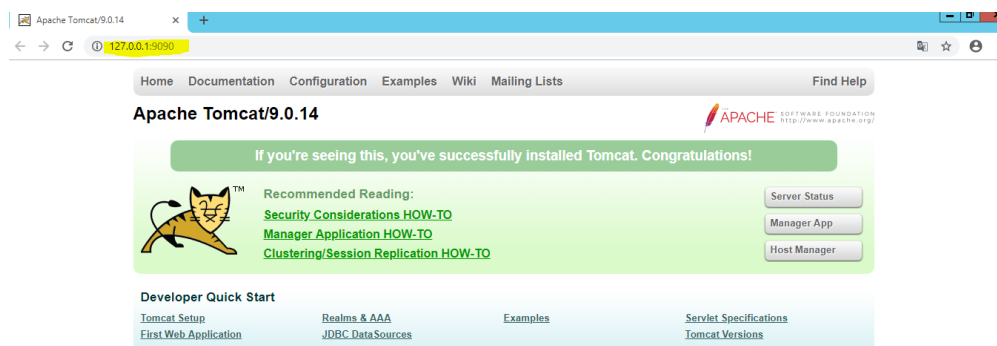 Apache Tomcat/9.0.14
127.0.0.1:9090
Home Documentation Configuration Examples Wiki Mailing Lists Find Help
Apache Tomcat/9.0.14
THE APACHE SOFTWARE FOUNDATION
http://www.apache.org/
If you're seeing this, you've successfully installed Tomcat. Congratulations!
TM
Recommended Reading:
Security Considerations HOW-TO
Manager Application HOW-TO
Clustering/Session Replication HOW-TO
Server Status
Manager App
Host Manager
Developer Quick Start
Tomcat Setup Realms & AAA Examples Servlet Specifications
First Web Application JDBC DataSources Tomcat Versions